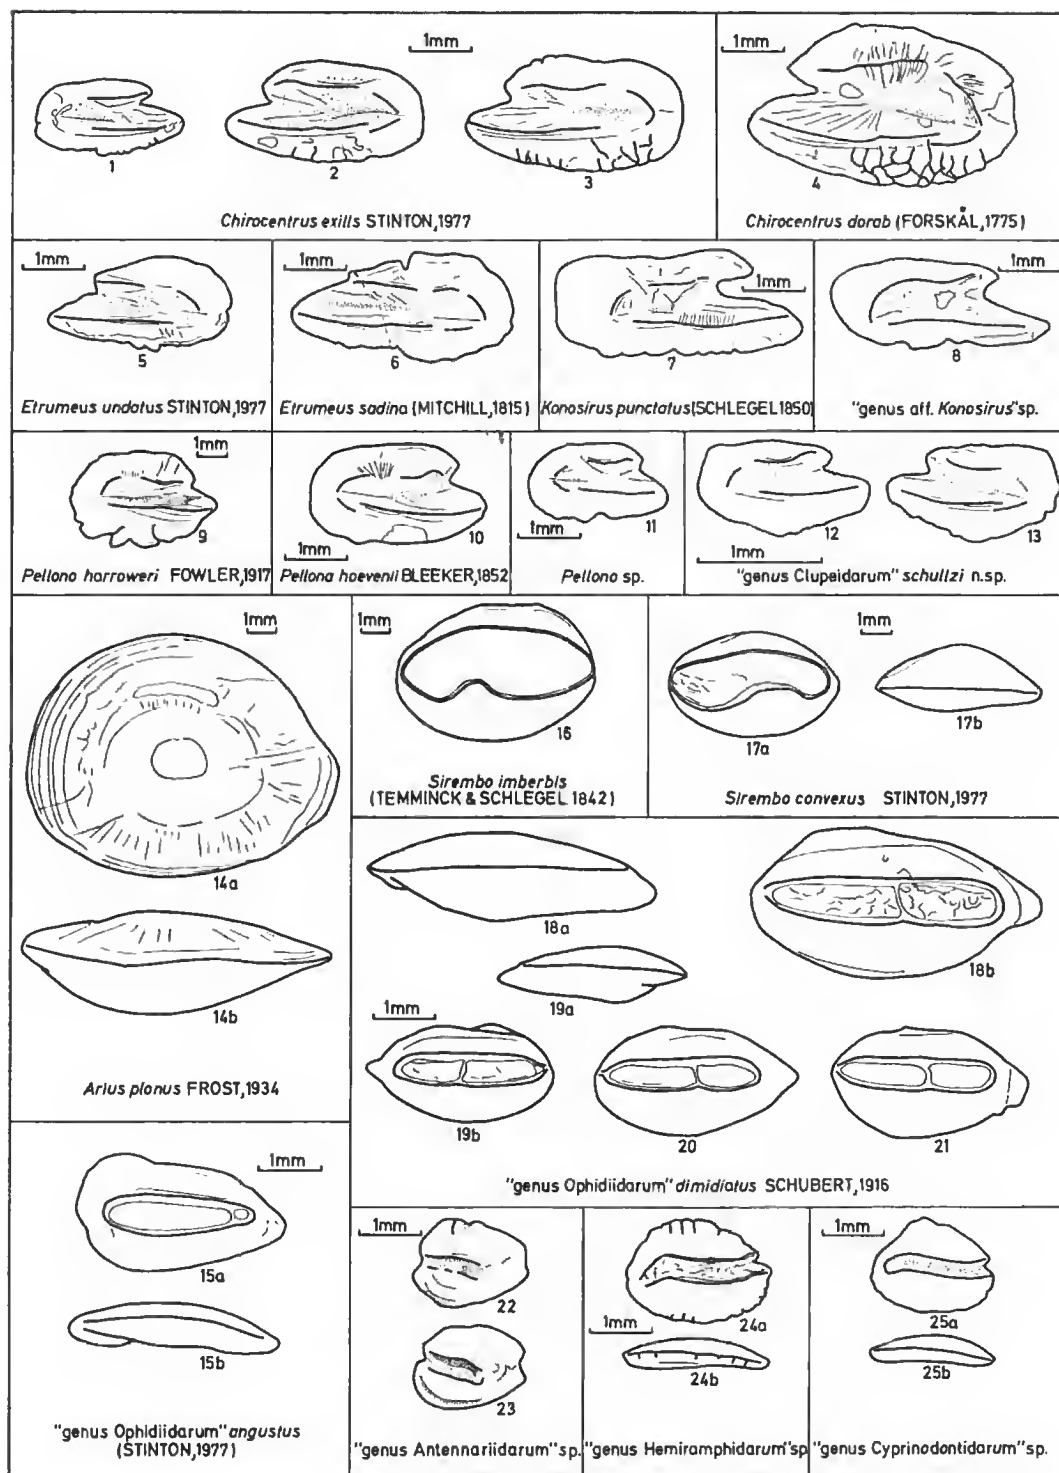 1mm
1mm
1
2
3
4
Chirocentrus exilis STINTON,1977
Chirocentrus dorab (FORSKÅL,1775)
1mm
1mm
1mm
1mm
5
6
7
8
Etrumeus undatus STINTON,1977
Etrumeus sadina (MITCHILL,1815)
Konosirus punctatus (SCHLEGEL 1850)
"genus aff. Konosirus" sp.
1mm
1mm
1mm
1mm
9
10
11
12
13
Pellona harroweri FOWLER,1917
Pellona hoevenii BLEEKER,1852
Pellona sp.
"genus Clupeidarum" schultzi n.sp.
1mm
14a
14b
Arius planus FROST,1934
1mm
16
Sirembo imberbis
(TEMMINCK & SCHLEGEL 1842)
1mm
17a
17b
Sirembo convexus STINTON,1977
18a
18b
19a
1mm
19b
20
21
"genus Ophidiidarum" dimidiatus SCHUBERT,1916
1mm
15a
15b
"genus Ophidiidarum" angustus
(STINTON,1977)
1mm
22
23
"genus Antennariidarum" sp.
1mm
24a
1mm
24b
"genus Hemiramphidarum" sp
1mm
25a
25b
"genus Cyprinodontidarum" sp.